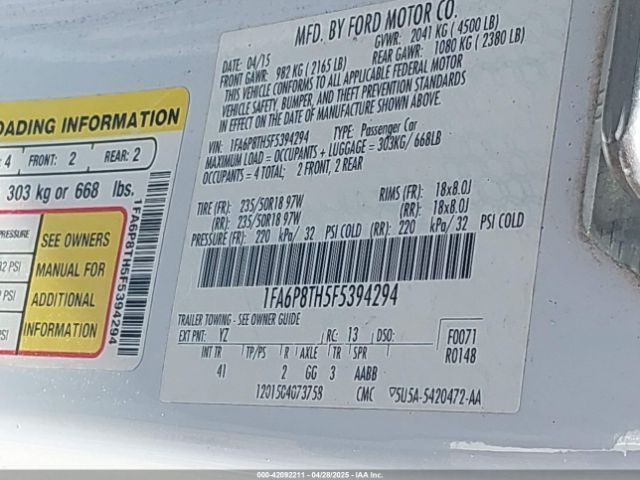 MFD. BY FORD MOTOR CO.
DATE: 04/15 GVWR: 2041 KG ( 4500 LB)
FRONT GAWR: 982 KG ( 2165 LB) REAR GAWR: 1080 KG ( 2380 LB)
THIS VEHICLE CONFORMS TO ALL APPLICABLE FEDERAL MOTOR
VEHICLE SAFETY, BUMPER, AND THEFT PREVENTION STANDARDS
IN EFFECT ON THE DATE OF MANUFACTURE SHOWN ABOVE.
VIN: 1FA6P8TH5F5394294 TYPE: Passenger Car
MAXIMUM LOAD = OCCUPANTS + LUGGAGE = 303KG/ 668LB
OCCUPANTS = 4 TOTAL; 2 FRONT, 2 REAR
TIRE (FR): 235/50R18 97W RIMS (FR): 18x8.0J
(RR): 235/50R18 97W (RR): 18x8.0J
PRESSURE (FR): 220 kPa/ 32 PSI COLD (RR): 220 kPa/ 32 PSI COLD
1FA6P8TH5F5394294
TRAILER TOWING - SEE OWNER GUIDE
EXT PNT: YZ RC: 13 DSO: F0071
INT TR TP/PS R AXLE TR SPR R0148
41 2 GG 3 AABB
CMC 5U5A-5420472-AA
OADING INFORMATION
4 FRONT: 2 REAR: 2
303 kg or 668 lbs.
RESSURE SEE OWNERS
2 PSI MANUAL FOR
PSI ADDITIONAL
PSI INFORMATION
1FA6P8TH5F5394294
000-42092211 - 04/28/2025 - IAACA